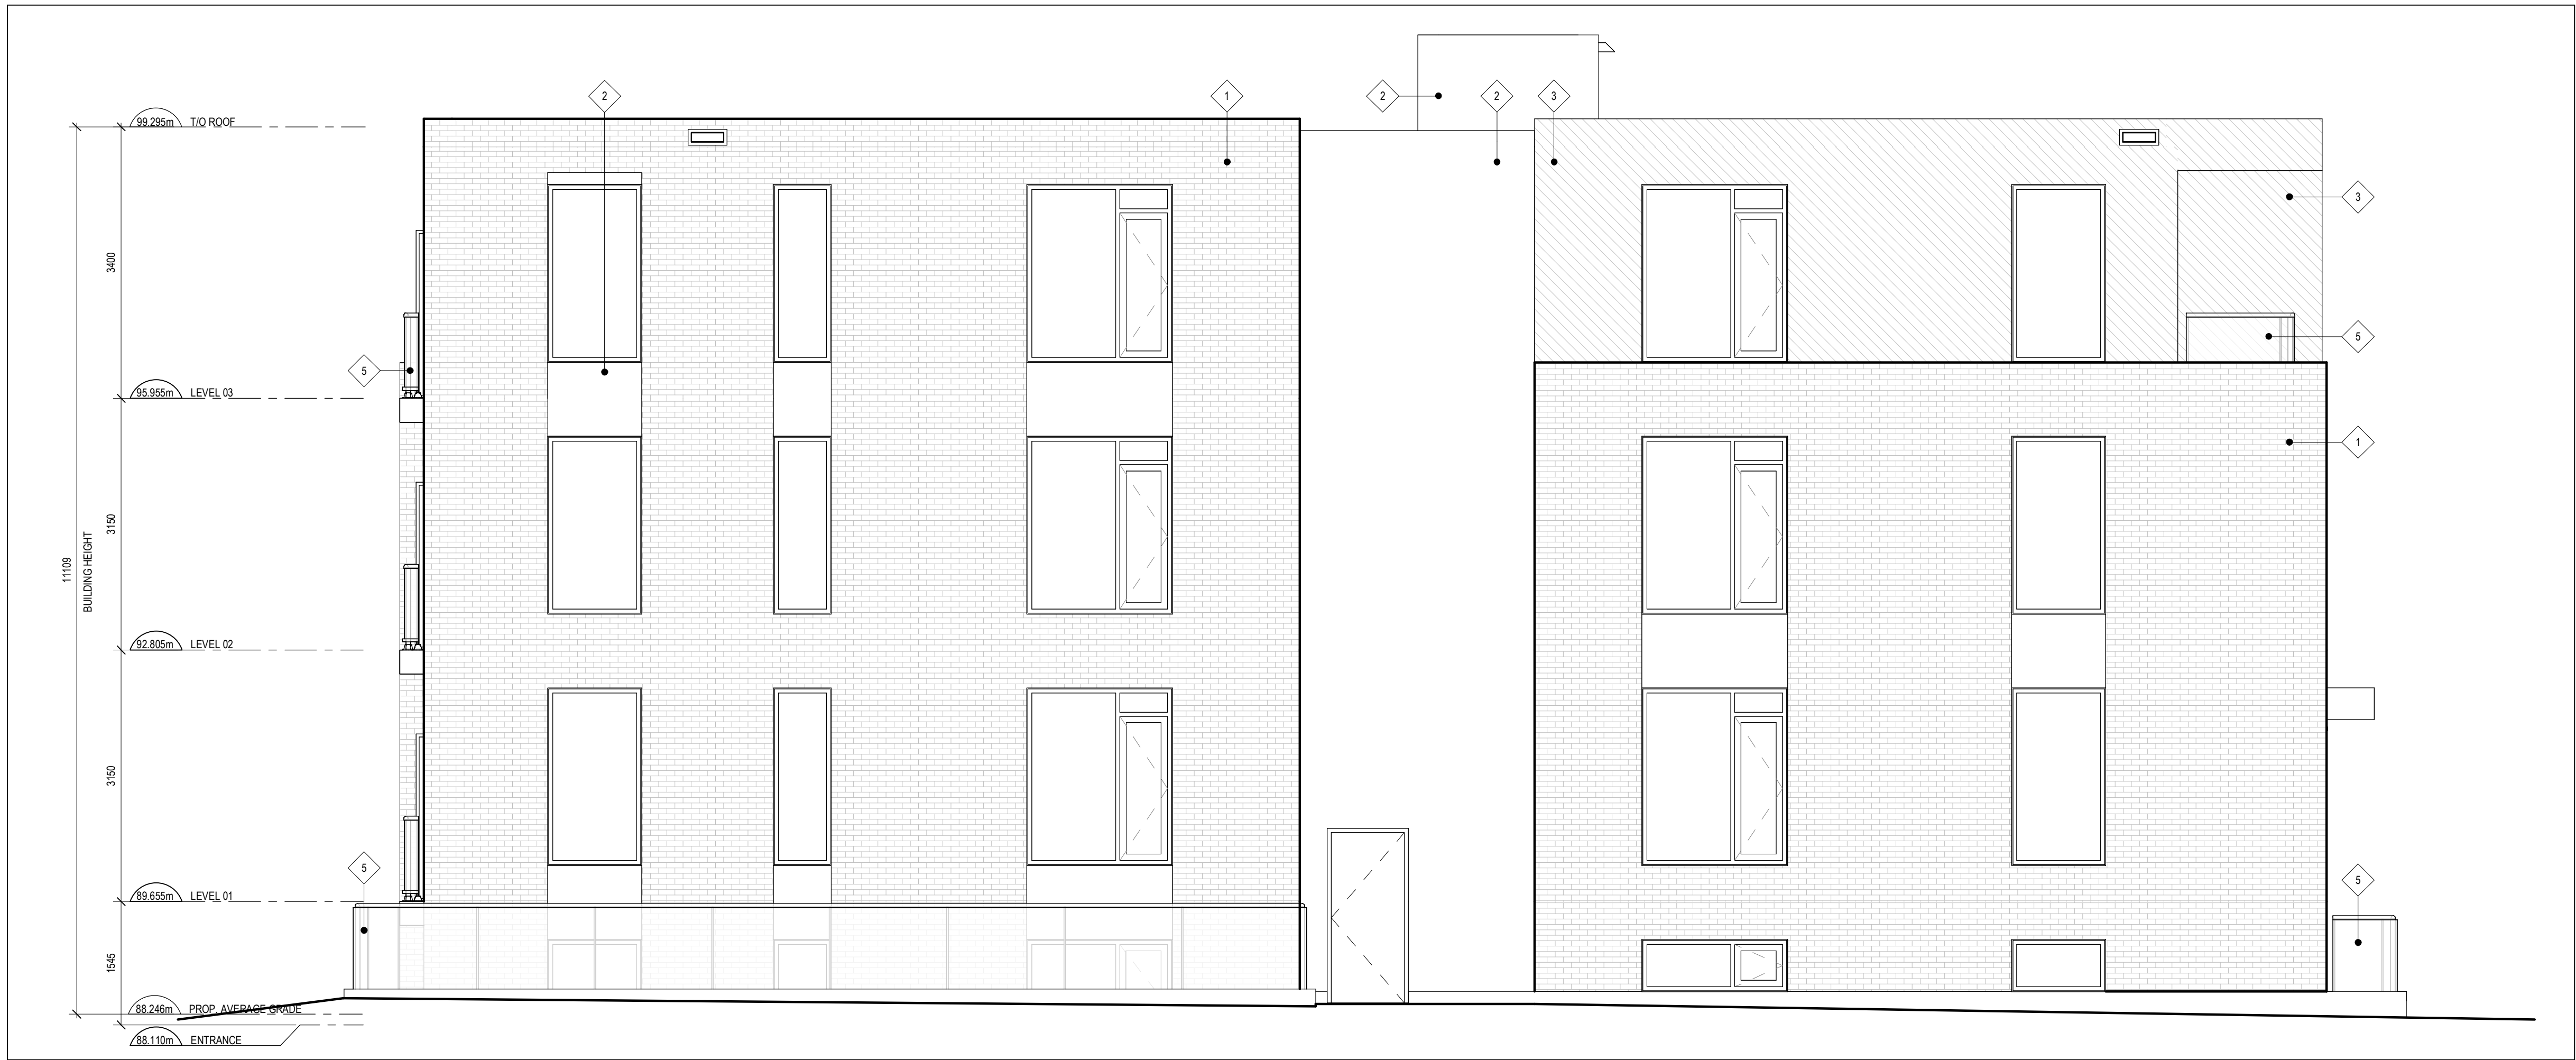 2
1
2
2
3
99.295m T/O ROOF
3
3400
5
5
95.955m LEVEL 03
1
3150
11109
BUILDING HEIGHT
92.805m LEVEL 02
3150
5
5
89.655m LEVEL 01
1545
88.246m PROP. AVERAGE GRADE
88.110m ENTRANCE